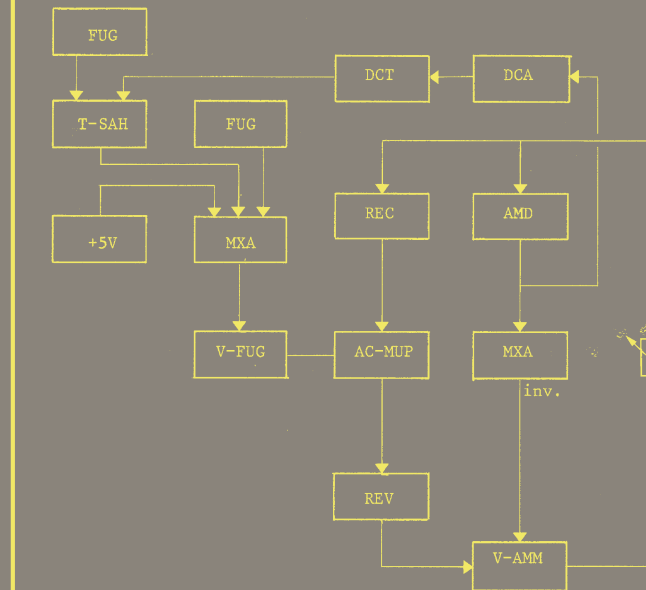 FUG
DCT
DCA
T-SAH
FUG
REC
AMD
+5V
MXA
V-FUG
AC-MUP
MXA
inv.
REV
V-AMM